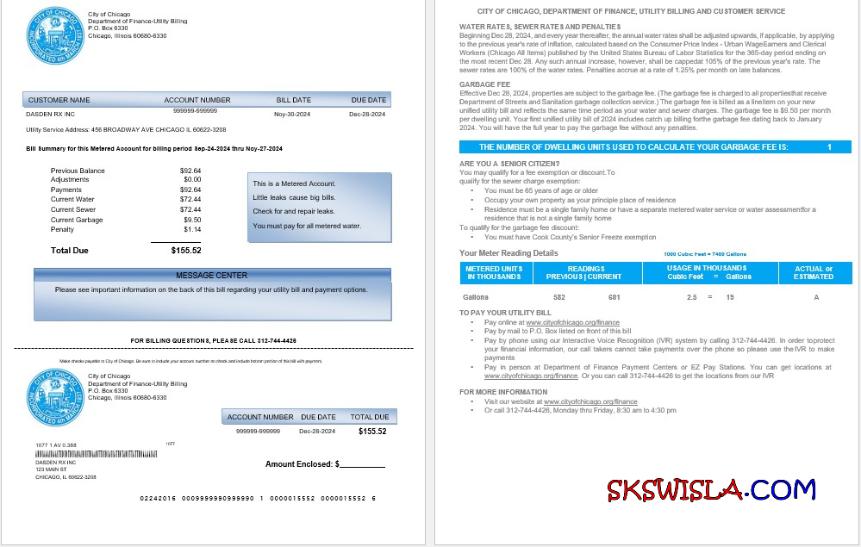 City of Chicago
Department of Finance-Utility Billing
P.O. Box 6330
Chicago, Illinois 60680-6330
CUSTOMER NAME ACCOUNT NUMBER BILL DATE DUE DATE
DASDEN RX INC 999999-999999 Nov-30-2024 Dec-28-2024
Utility Service Address: 456 BROADWAY AVE CHICAGO IL 60622-3208
Bill Summary for this Metered Account for billing period Sep-24-2024 thru Nov-27-2024
Previous Balance $92.64
Adjustments $0.00
Payments $92.64
Current Water $72.44
Current Sewer $72.44
Current Garbage $9.50
Penalty $1.14
Total Due $155.52
This is a Metered Account.
Little leaks cause big bills.
Check for and repair leaks.
You must pay for all metered water.
MESSAGE CENTER
Please see important information on the back of this bill regarding your utility bill and payment options.
FOR BILLING QUESTIONS, PLEASE CALL 312-744-4426
Make checks payable to City of Chicago. Be sure to include your account number on checks and include bottom portion of this bill with payment.
City of Chicago
Department of Finance-Utility Billing
P.O. Box 6330
Chicago, Illinois 60680-6330
ACCOUNT NUMBER DUE DATE TOTAL DUE
999999-999999 Dec-28-2024 $155.52
1877 1 AV 0.388 1877
DASDEN RX INC
123 MAIN ST
CHICAGO, IL 60622-3208
Amount Enclosed: $
02242016 0009999990999990 1 0000015552 0000015552 6
CITY OF CHICAGO, DEPARTMENT OF FINANCE, UTILITY BILLING AND CUSTOMER SERVICE
WATER RATES, SEWER RATES AND PENALTIES
Beginning Dec 28, 2024, and every year thereafter, the annual water rates shall be adjusted upwards, if applicable, by applying
to the previous year's rate of inflation, calculated based on the Consumer Price Index - Urban WageEarners and Clerical
Workers (Chicago All Items) published by the United States Bureau of Labor Statistics for the 365-day period ending on
the most recent Dec 28. Any such annual increase, however, shall be cappedat 105% of the previous year's rate. The
sewer rates are 100% of the water rates. Penalties accrue at a rate of 1.25% per month on late balances.
GARBAGE FEE
Effective Dec 28, 2024, properties are subject to the garbage fee. (The garbage fee is charged to all propertiesthat receive
Department of Streets and Sanitation garbage collection service.) The garbage fee is billed as a lineitem on your new
unified utility bill and reflects the same time period as your water and sewer charges. The garbage fee is $9.50 per month
per dwelling unit. Your first unified utility bill of 2024 includes catch up billing forthe garbage fee dating back to January
2024. You will have the full year to pay the garbage fee without any penalties.
THE NUMBER OF DWELLING UNITS USED TO CALCULATE YOUR GARBAGE FEE IS: 1
ARE YOU A SENIOR CITIZEN?
You may qualify for a fee exemption or discount.To
qualify for the sewer charge exemption:
• You must be 65 years of age or older
• Occupy your own property as your principle place of residence
• Residence must be a single family home or have a separate metered water service or water assessmentfor a
residence that is not a single family home
To qualify for the garbage fee discount:
• You must have Cook County's Senior Freeze exemption
Your Meter Reading Details 1000 Cubic Feet = 7480 Gallons
METERED UNITS IN THOUSANDS READINGS PREVIOUS | CURRENT USAGE IN THOUSANDS Cubic Feet = Gallons ACTUAL or ESTIMATED
Gallons 582 681 2.5 = 15 A
TO PAY YOUR UTILITY BILL
• Pay online at www.cityofchicago.org/finance
• Pay by mail to P.O. Box listed on front of this bill
• Pay by phone using our Interactive Voice Recognition (IVR) system by calling 312-744-4426. In order toprotect
your financial information, our call takers cannot take payments over the phone so please use theIVR to make
payments
• Pay in person at Department of Finance Payment Centers or EZ Pay Stations. You can get locations at
www.cityofchicago.org/finance. Or you can call 312-744-4426 to get the locations from our IVR
FOR MORE INFORMATION
• Visit our website at www.cityofchicago.org/finance
• Or call 312-744-4426, Monday thru Friday, 8:30 am to 4:30 pm
SKSWISLA.COM